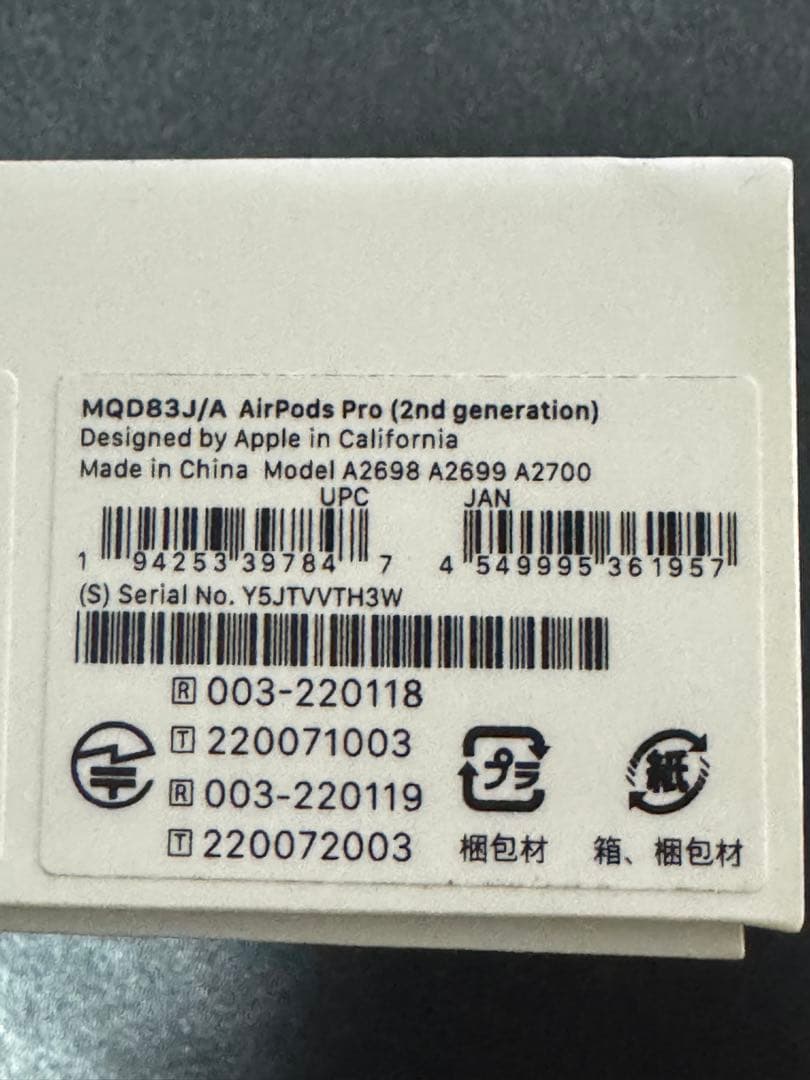 MQD83J/A AirPods Pro (2nd generation)
Designed by Apple in California
Made in China Model A2698 A2699 A2700
UPC JAN
1 94253 39784 7 4 549995 361957
(S) Serial No. Y5JTVVTH3W
R 003-220118
T 220071003
R 003-220119
T 220072003
プラ 紙
梱包材 箱、梱包材